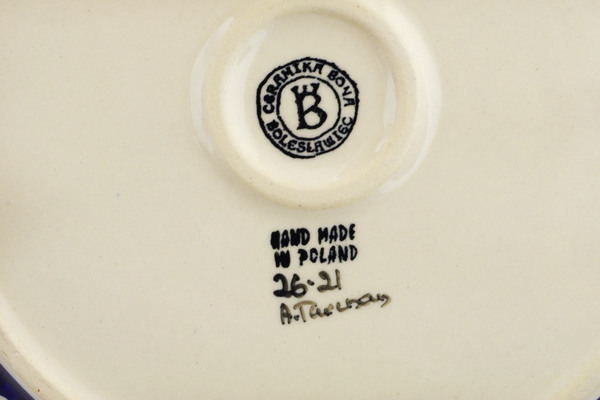 CERAMIKA BONA
BOLESŁAWIEC
B
HAND MADE
IN POLAND
26-21